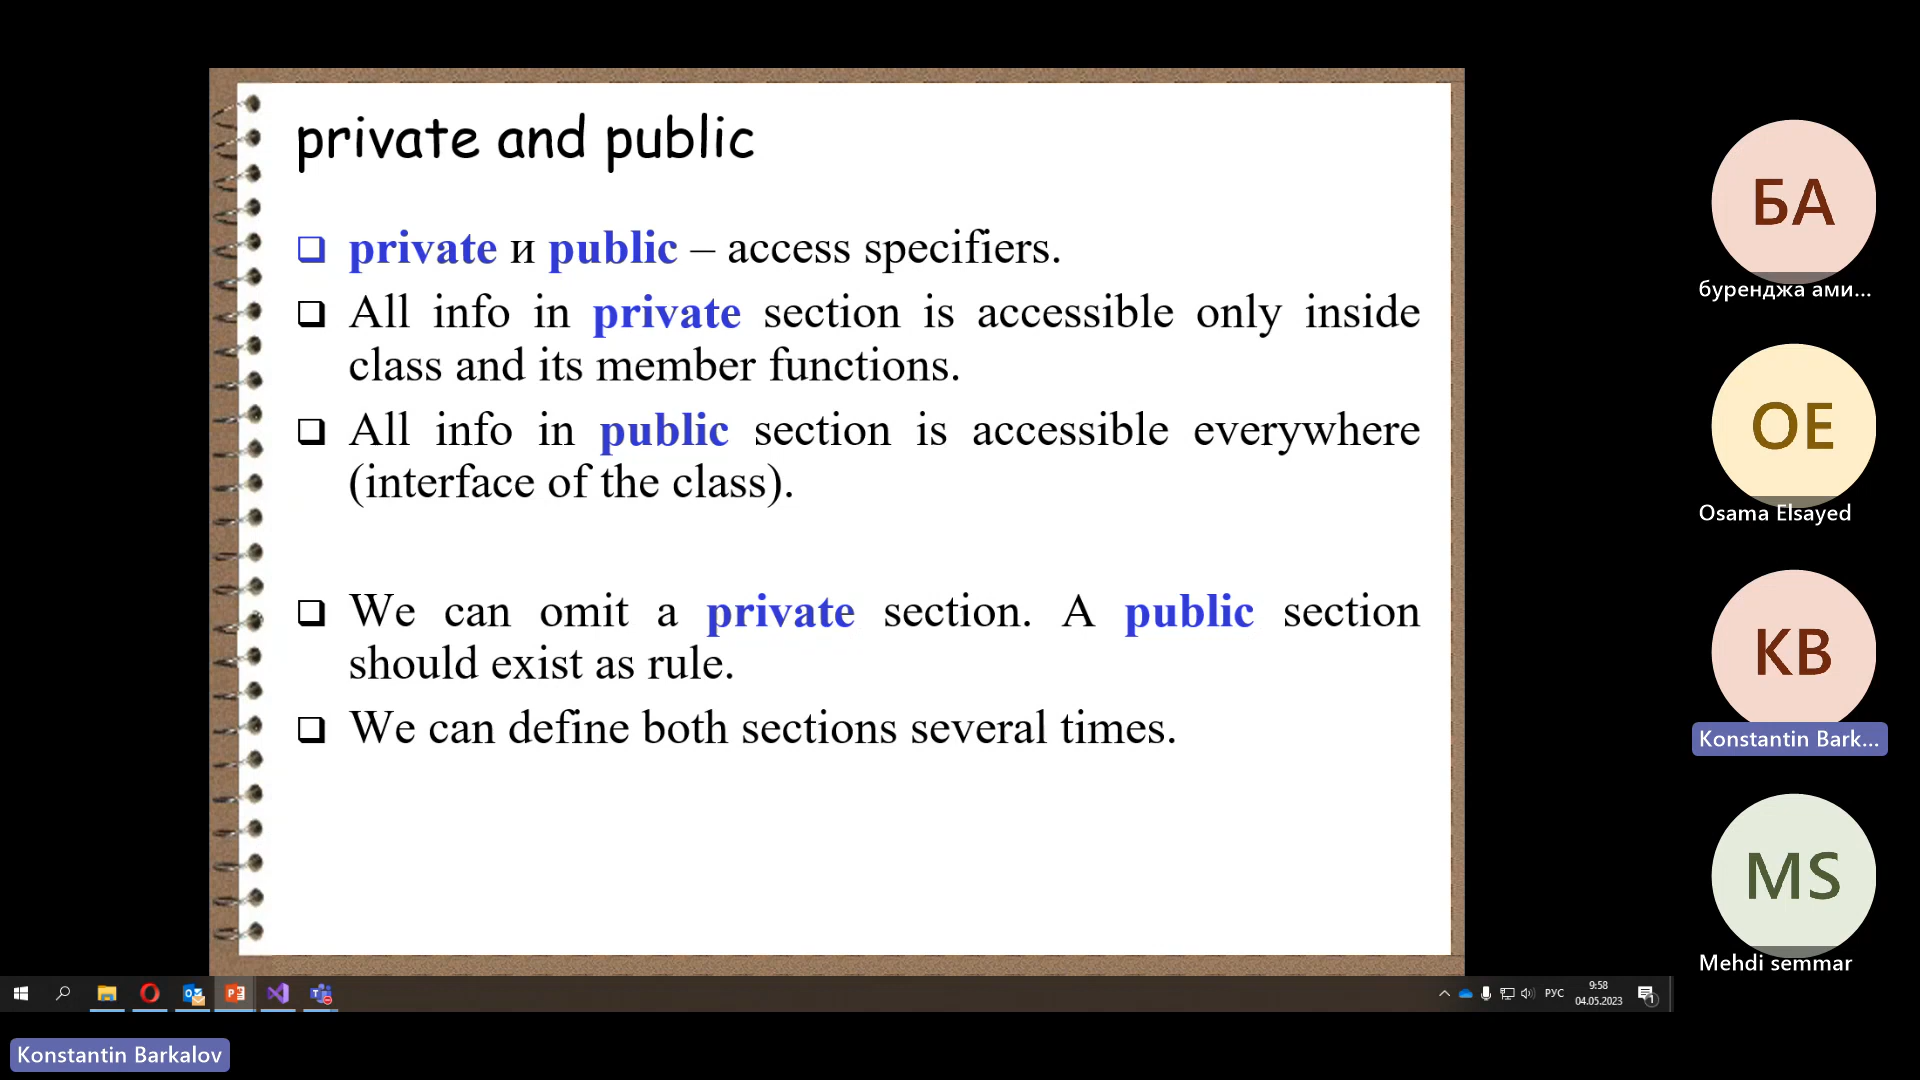 private and public
private и public – access specifiers.
All info in private section is accessible only inside
class and its member functions.
All info in public section is accessible everywhere
(interface of the class).
We can omit a private section. A public section
should exist as rule.
We can define both sections several times.
БА
буренджа ами...
OE
Osama Elsayed
KB
Konstantin Bark...
MS
Mehdi semmar
РУС
9:58
04.05.2023
1
Konstantin Barkalov